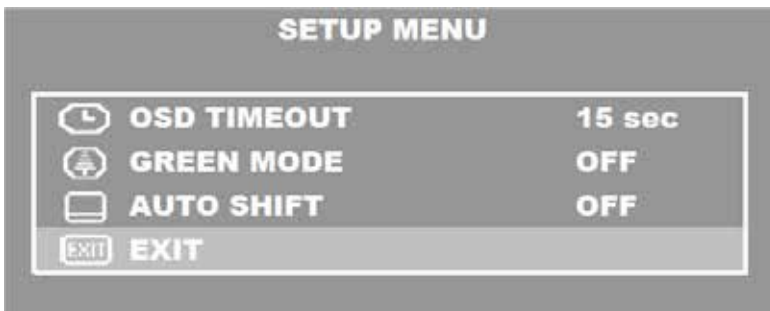 SETUP MENU
OSD TIMEOUT 15 sec
GREEN MODE OFF
AUTO SHIFT OFF
EXIT EXIT